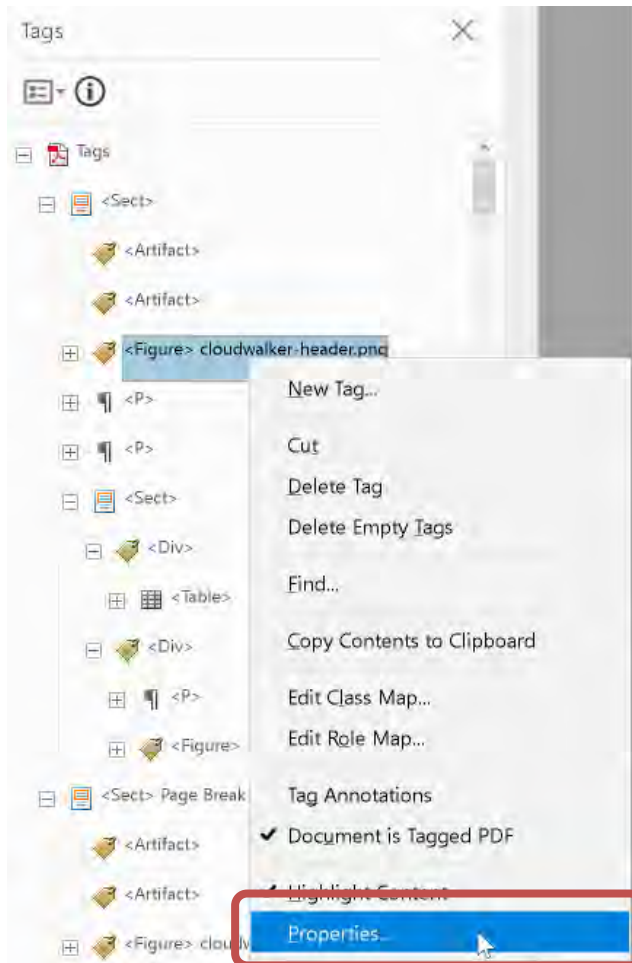 Tags
Tags
<Sect>
<Artifact>
<Artifact>
<Figure> cloudwalker-header.png
<P>
<P>
<Sect>
<Div>
<Table>
<Div>
<P>
<Figure>
<Sect> Page Break
<Artifact>
<Artifact>
<Figure>
New Tag...
Cut
Delete Tag
Delete Empty Tags
Find...
Copy Contents to Clipboard
Edit Class Map...
Edit Role Map...
Tag Annotations
Document is Tagged PDF
Highlight Content
Properties...